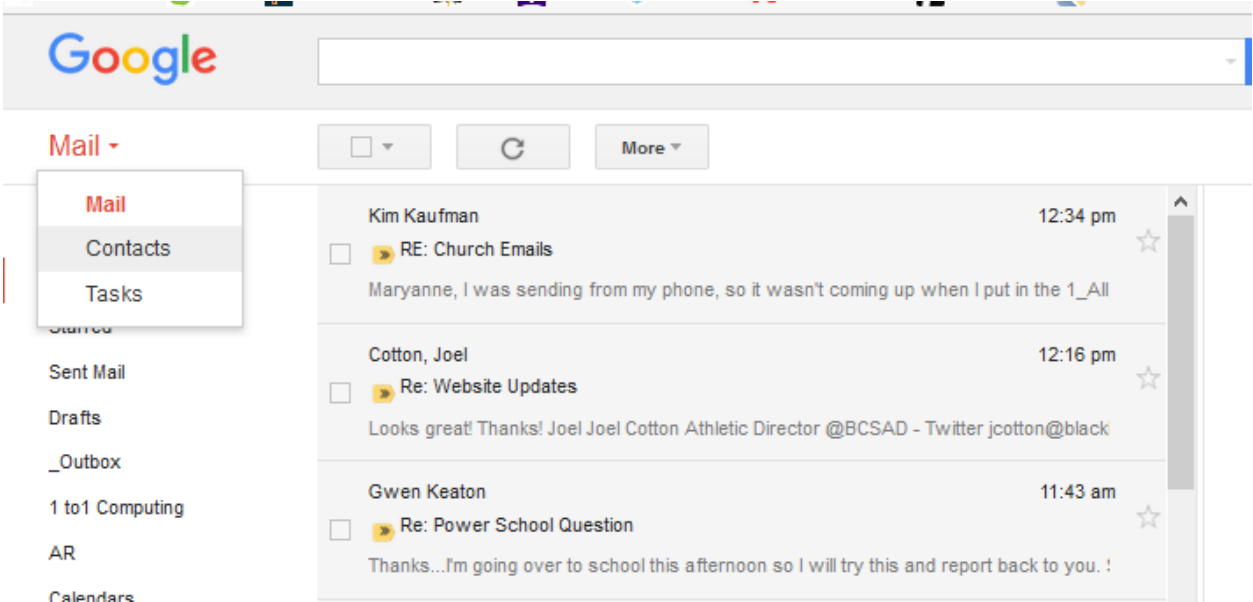 Google
Mail
More
Mail
Contacts
Tasks
Starred
Sent Mail
Drafts
_Outbox
1 to1 Computing
AR
Calendars
Kim Kaufman 12:34 pm
RE: Church Emails
Maryanne, I was sending from my phone, so it wasn't coming up when I put in the 1_All
Cotton, Joel 12:16 pm
Re: Website Updates
Looks great! Thanks! Joel Joel Cotton Athletic Director @BCSAD - Twitter jcotton@black
Gwen Keaton 11:43 am
Re: Power School Question
Thanks...I'm going over to school this afternoon so I will try this and report back to you.